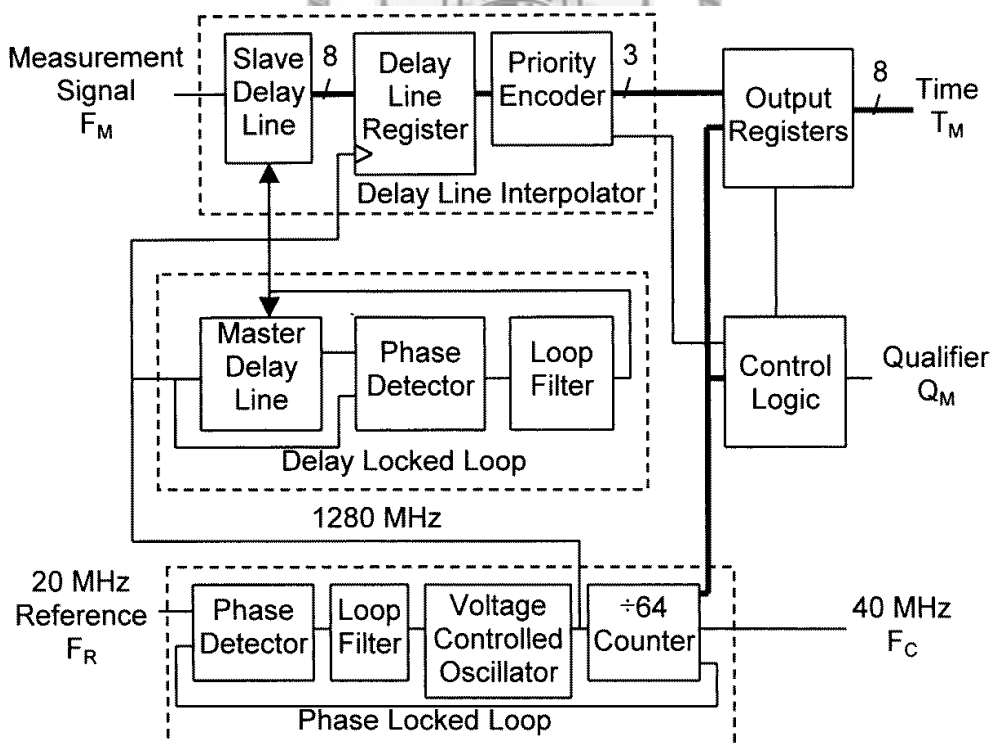 Measurement
Signal
F_M
Slave
Delay
Line
8
Delay
Line
Register
Priority
Encoder
3
Delay Line Interpolator
Output
Registers
8
Time
T_M
Master
Delay
Line
Phase
Detector
Loop
Filter
Delay Locked Loop
Control
Logic
Qualifier
Q_M
1280 MHz
20 MHz
Reference
F_R
Phase
Detector
Loop
Filter
Voltage
Controlled
Oscillator
÷64
Counter
40 MHz
F_C
Phase Locked Loop